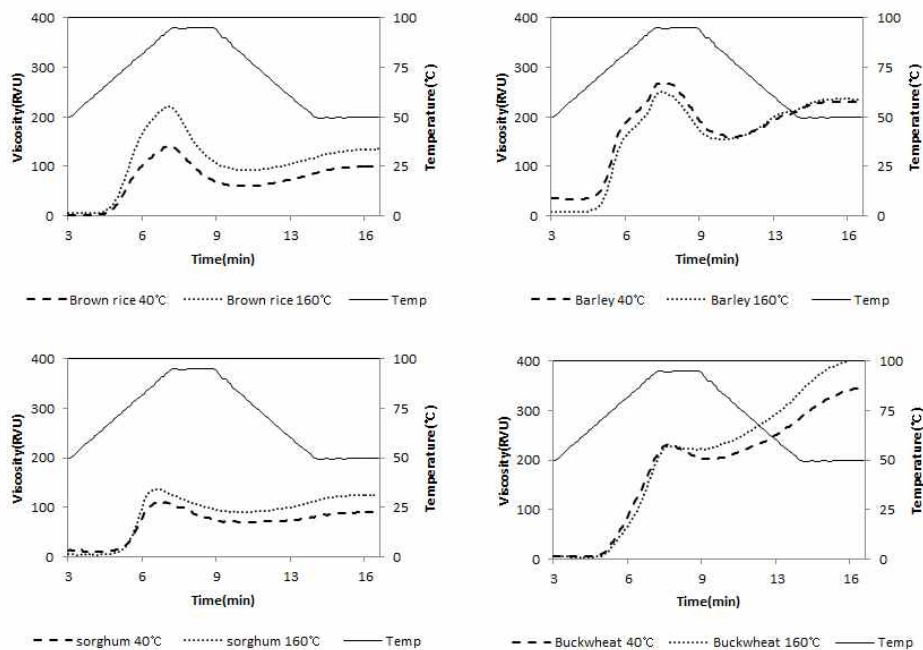 400
300
200
100
0
Viscosity(RVU)
100
75
50
25
0
Temperature(℃)
3 6 9 13 16
Time(min)
Brown rice 40℃ Brown rice 160℃ Temp
400
300
200
100
0
Viscosity(RVU)
100
75
50
25
0
Temperature(℃)
3 6 9 13 16
Time(min)
Barley 40℃ Barley 160℃ Temp
400
300
200
100
0
Viscosity(RVU)
100
75
50
25
0
Temperature(℃)
3 6 9 13 16
Time(min)
sorghum 40℃ sorghum 160℃ Temp
400
300
200
100
0
Viscosity(RVU)
100
75
50
25
0
Temperature(℃)
3 6 9 13 16
Time(min)
Buckwheat 40℃ Buckwheat 160℃ Temp